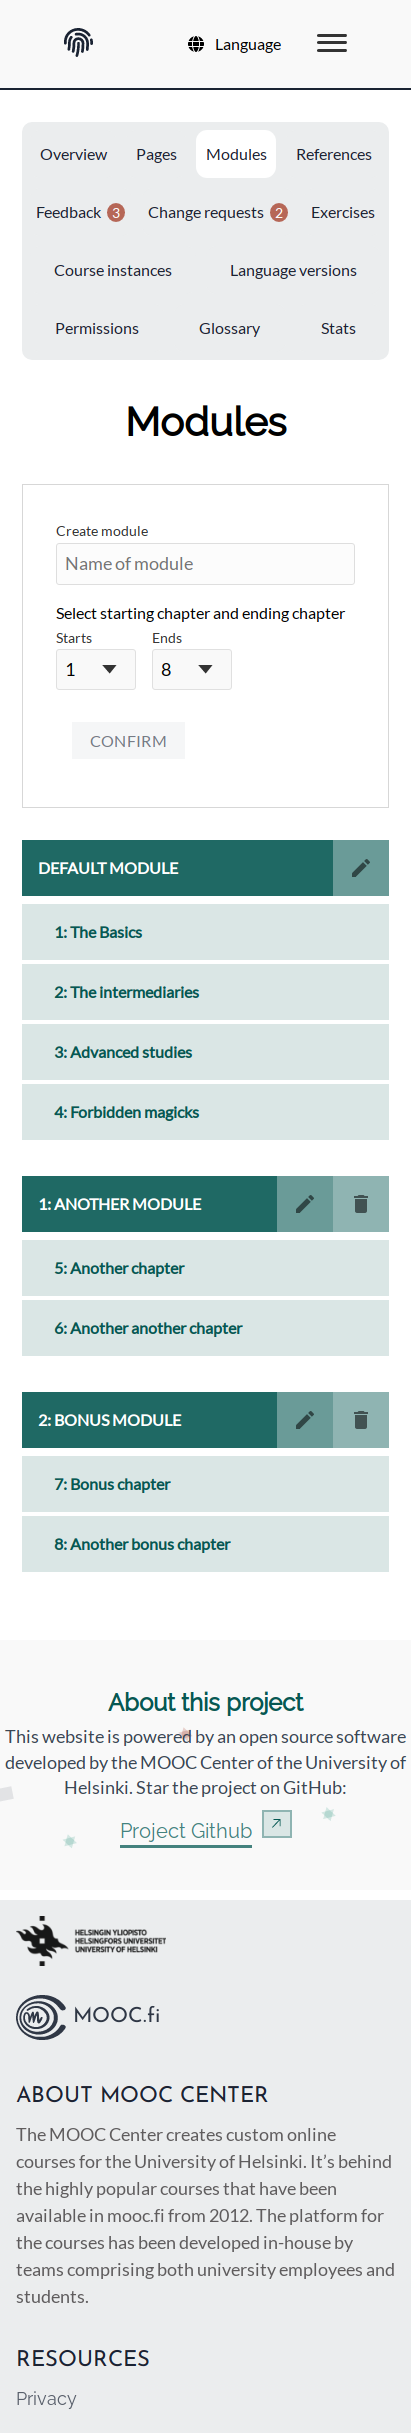 Language
Overview Pages Modules References
Feedback 3 Change requests 2 Exercises
Course instances Language versions
Permissions Glossary Stats
Modules
Create module
Name of module
Select starting chapter and ending chapter
Starts Ends
1 8
CONFIRM
DEFAULT MODULE
1: The Basics
2: The intermediaries
3: Advanced studies
4: Forbidden magicks
1: ANOTHER MODULE
5: Another chapter
6: Another another chapter
2: BONUS MODULE
7: Bonus chapter
8: Another bonus chapter
About this project
This website is powered by an open source software
developed by the MOOC Center of the University of
Helsinki. Star the project on GitHub:
Project Github
HELSINGIN YLIOPISTO
HELSINGFORS UNIVERSITET
UNIVERSITY OF HELSINKI
MOOC.fi
ABOUT MOOC CENTER
The MOOC Center creates custom online
courses for the University of Helsinki. It’s behind
the highly popular courses that have been
available in mooc.fi from 2012. The platform for
the courses has been developed in-house by
teams comprising both university employees and
students.
RESOURCES
Privacy